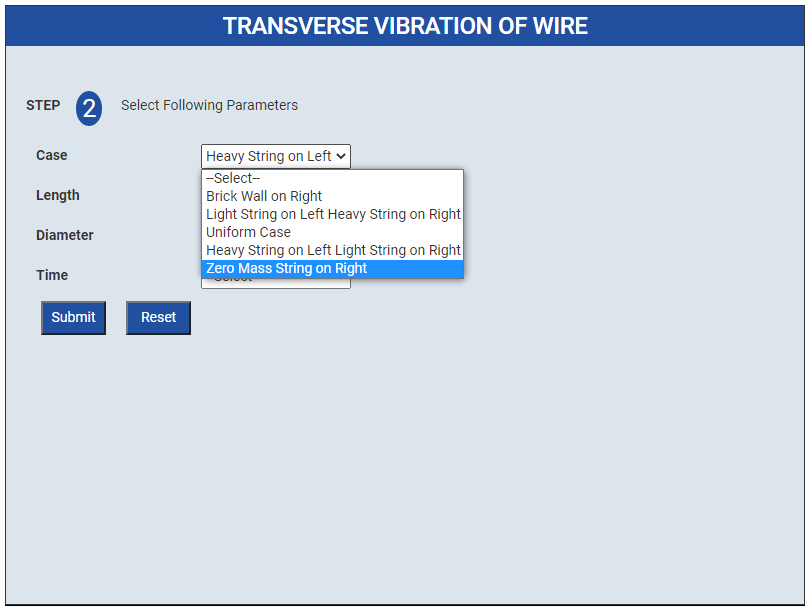 TRANSVERSE VIBRATION OF WIRE
STEP 2 Select Following Parameters
Case Heavy String on Left
--Select--
Brick Wall on Right
Length
Light String on Left Heavy String on Right
Uniform Case
Diameter
Heavy String on Left Light String on Right
Zero Mass String on Right
Time --Select--
Submit Reset